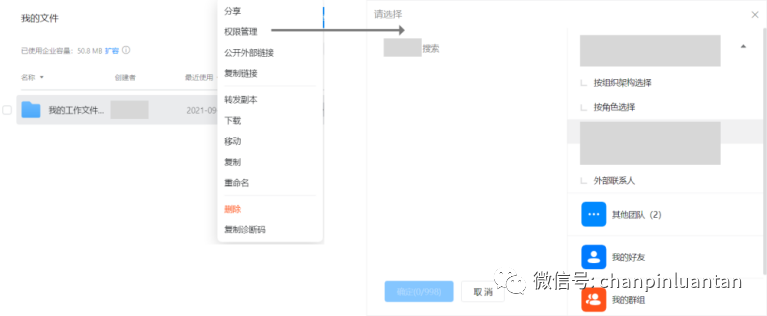 我的文件
已使用企业容量：50.8 MB 扩容
名称
创建者
最近使用
我的工作文件...
2021-09
分享
权限管理
公开外部链接
复制链接
转发副本
下载
移动
复制
重命名
删除
复制诊断码
请选择
搜索
按组织架构选择
按角色选择
外部联系人
其他团队（2）
我的好友
我的群组
确认(0/999)
取消
微信号: chanpinluantan